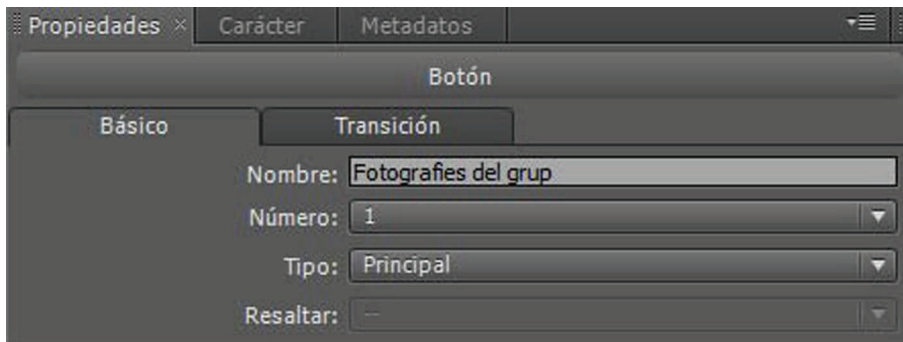 Propiedades Carácter Metadatos
Botón
Básico Transición
Nombre: Fotografies del grup
Número: 1
Tipo: Principal
Resaltar: --